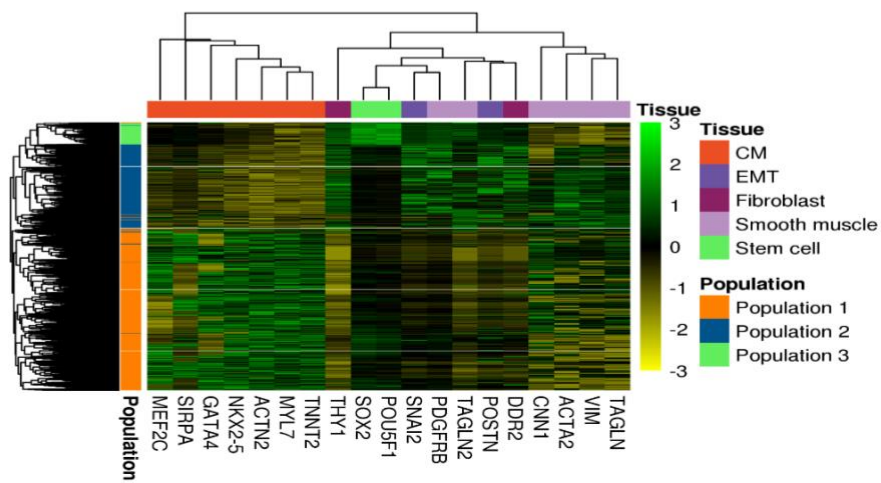 Tissue
3
2
1
0
-1
-2
-3
Tissue
CM
EMT
Fibroblast
Smooth muscle
Stem cell
Population
Population 1
Population 2
Population 3
Population
MEF2C
SIRPA
GATA4
NKX2-5
ACTN2
MYL7
TNNT2
THY1
SOX2
POU5F1
SNAI2
PDGFRB
TAGLN2
POSTN
DDR2
CNN1
ACTA2
VIM
TAGLN